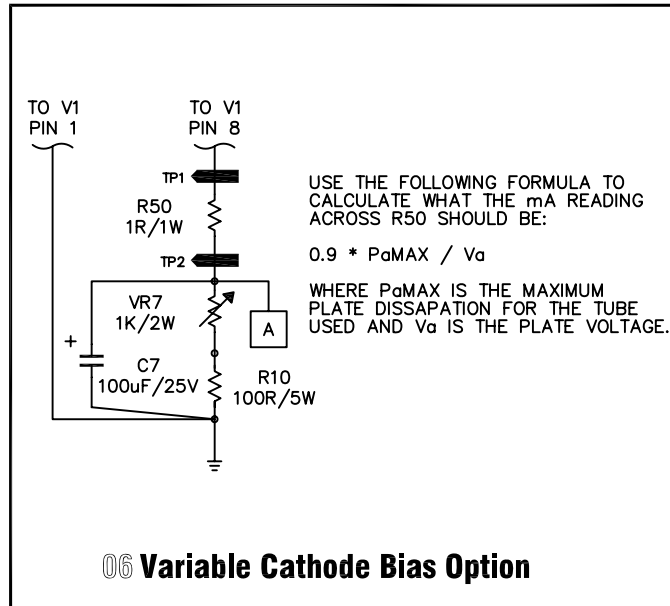 TO V1
PIN 1
TO V1
PIN 8
TP1
R50
1R/1W
TP2
VR7
1K/2W
A
+
C7
100uF/25V
R10
100R/5W
USE THE FOLLOWING FORMULA TO
CALCULATE WHAT THE mA READING
ACROSS R50 SHOULD BE:
0.9 * PaMAX / Va
WHERE PaMAX IS THE MAXIMUM
PLATE DISSAPATION FOR THE TUBE
USED AND Va IS THE PLATE VOLTAGE.
06 Variable Cathode Bias Option